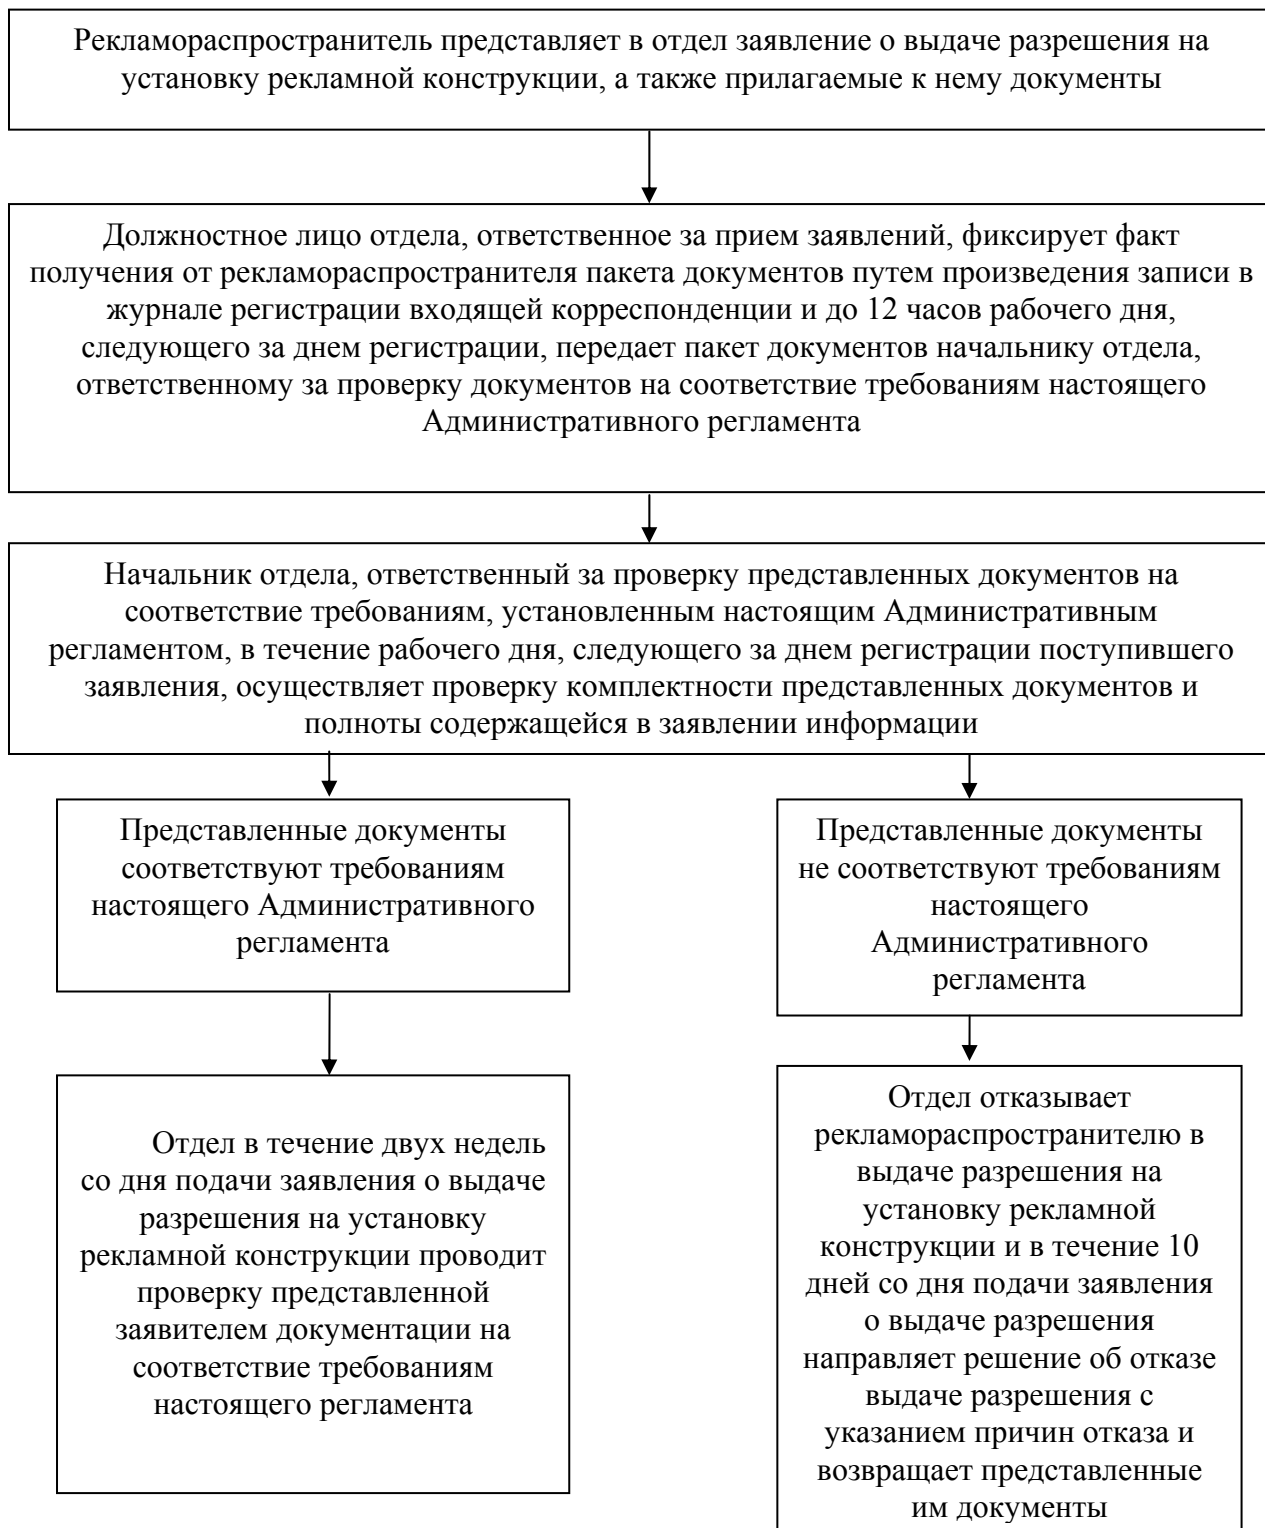 Рекламораспространитель представляет в отдел заявление о выдаче разрешения на
установку рекламной конструкции, а также прилагаемые к нему документы
Должностное лицо отдела, ответственное за прием заявлений, фиксирует факт
получения от рекламораспространителя пакета документов путем произведения записи в
журнале регистрации входящей корреспонденции и до 12 часов рабочего дня,
следующего за днем регистрации, передает пакет документов начальнику отдела,
ответственному за проверку документов на соответствие требованиям настоящего
Административного регламента
Начальник отдела, ответственный за проверку представленных документов на
соответствие требованиям, установленным настоящим Административным
регламентом, в течение рабочего дня, следующего за днем регистрации поступившего
заявления, осуществляет проверку комплектности представленных документов и
полноты содержащейся в заявлении информации
Представленные документы
соответствуют требованиям
настоящего Административного
регламента
Представленные документы
не соответствуют требованиям
настоящего
Административного
регламента
Отдел в течение двух недель
со дня подачи заявления о выдаче
разрешения на установку
рекламной конструкции проводит
проверку представленной
заявителем документации на
соответствие требованиям
настоящего регламента
Отдел отказывает
рекламораспространителю в
выдаче разрешения на
установку рекламной
конструкции и в течение 10
дней со дня подачи заявления
о выдаче разрешения
направляет решение об отказе
выдаче разрешения с
указанием причин отказа и
возвращает представленные
им документы